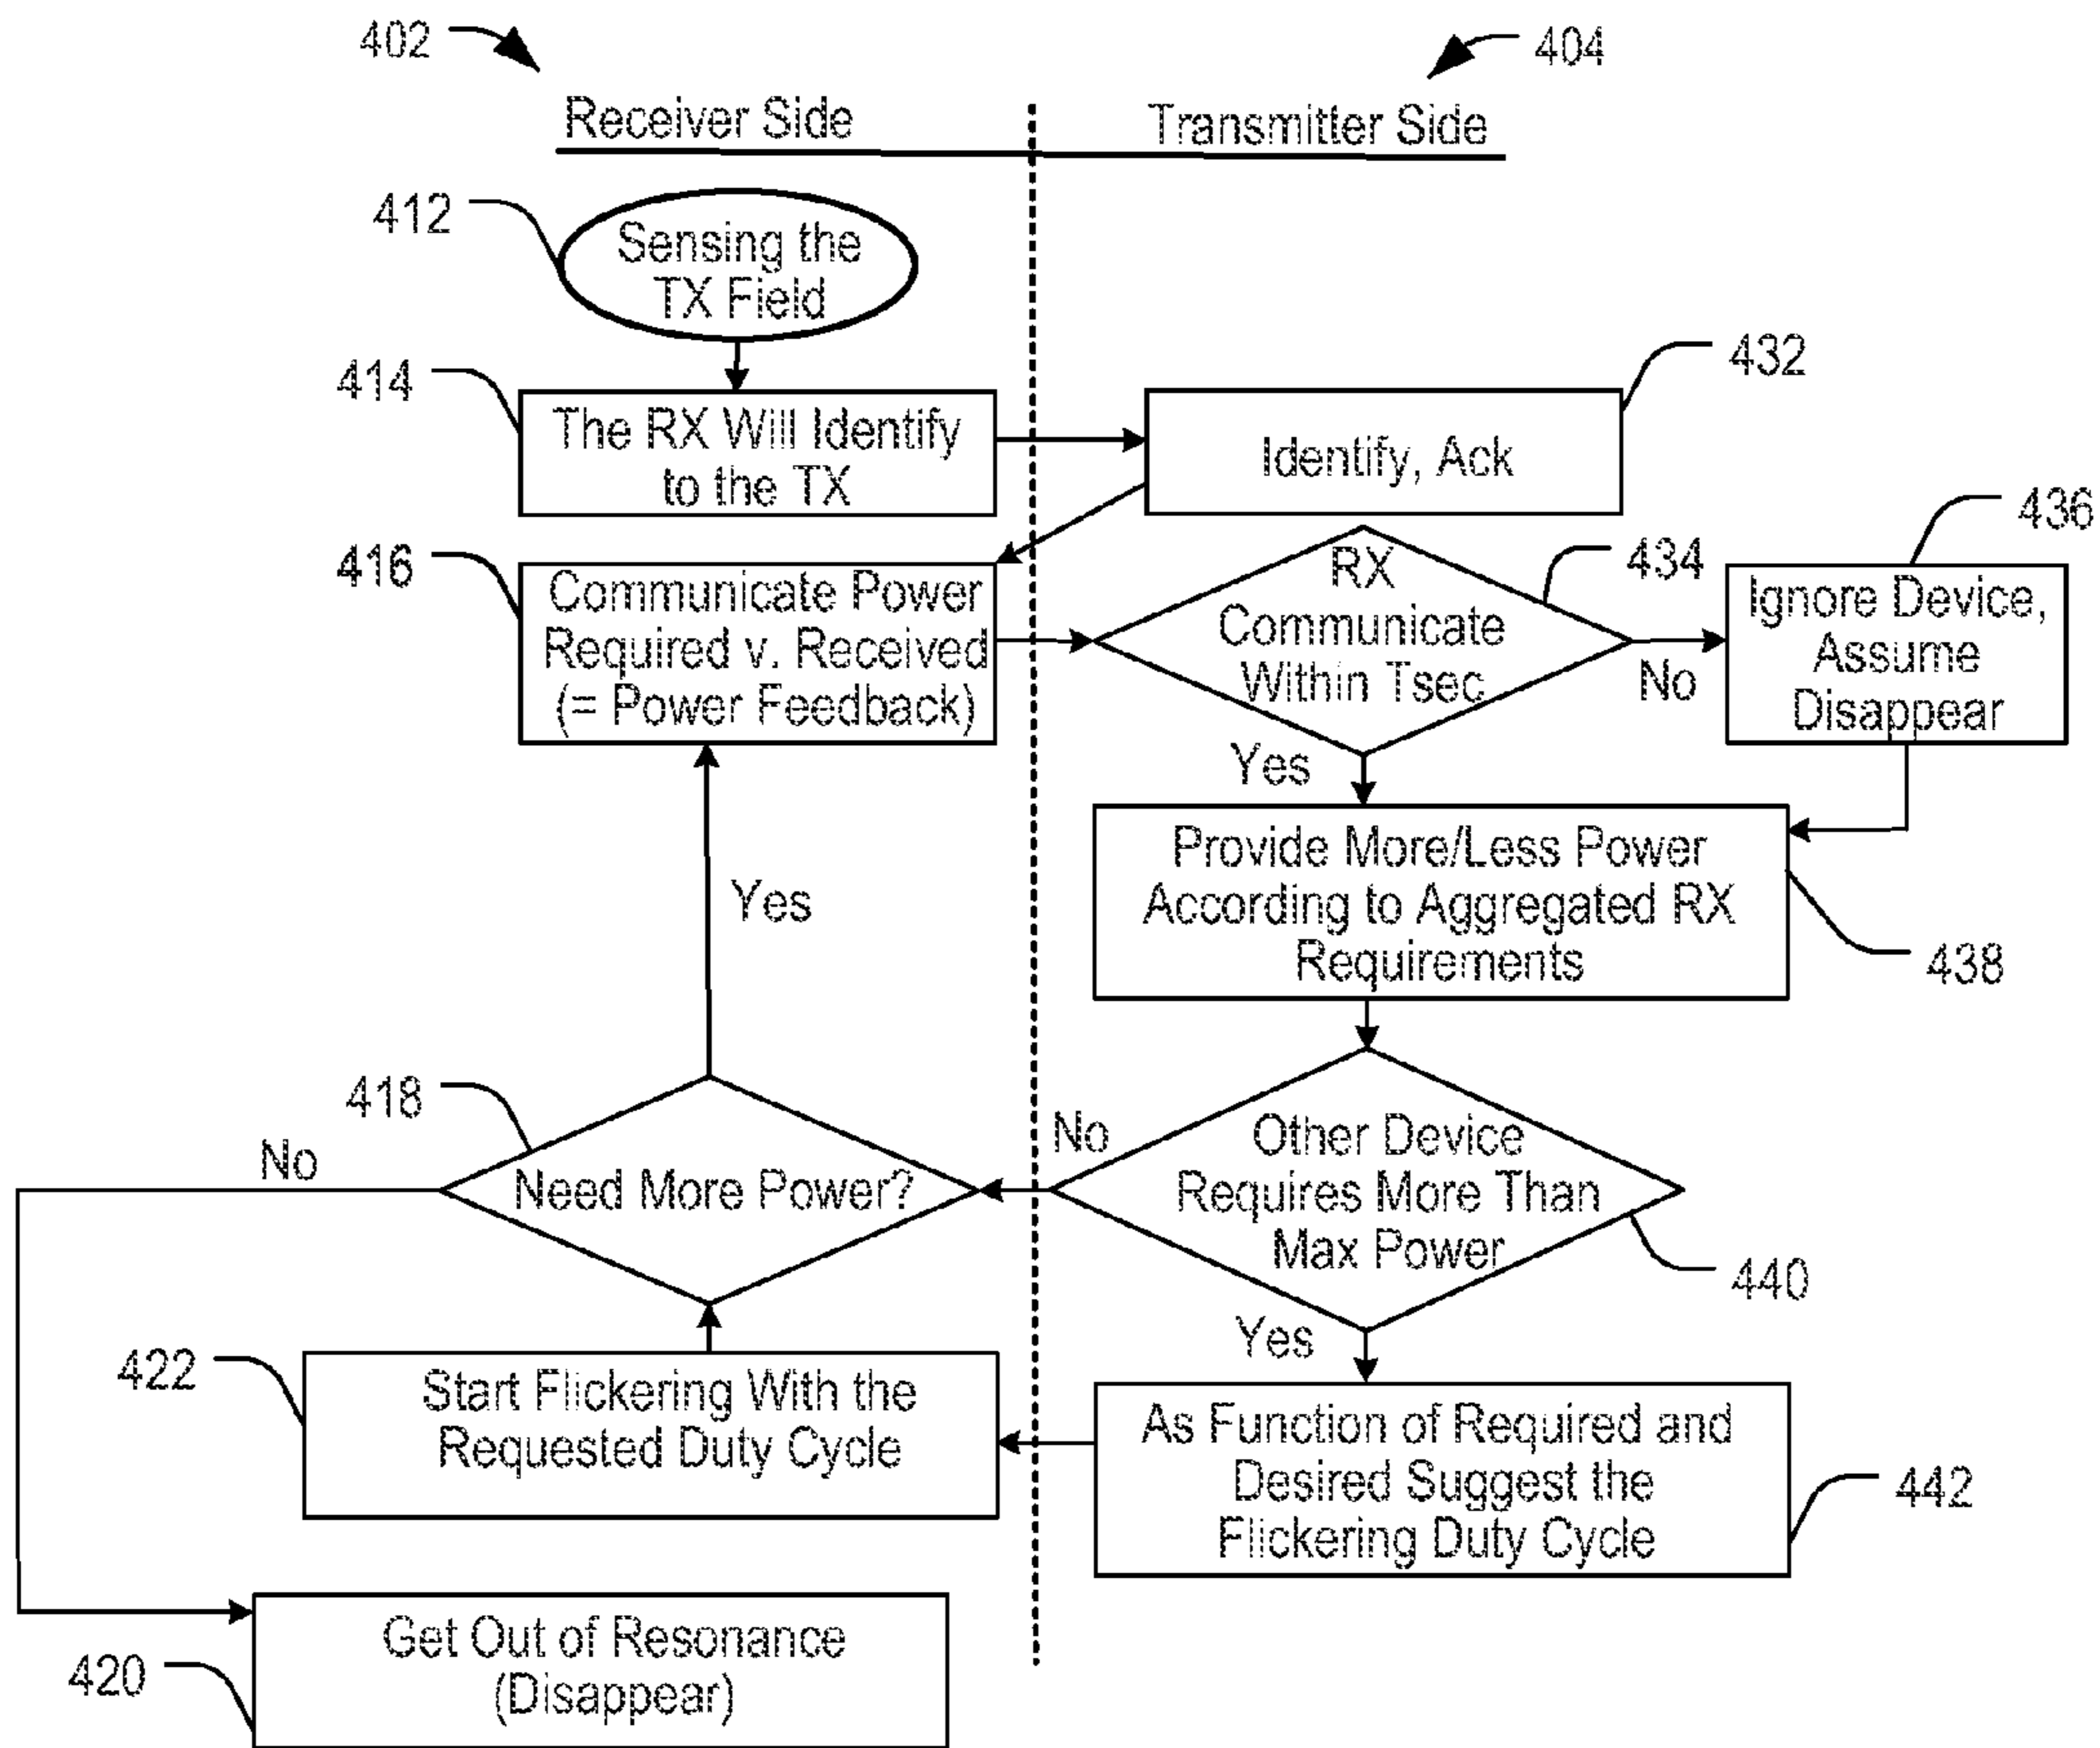 402
404
Receiver Side
Transmitter Side
412
Sensing the
TX Field
414
The RX Will Identify
to the TX
432
Identify, Ack
416
Communicate Power
Required v. Received
(= Power Feedback)
434
RX
Communicate
Within Tsec
No
436
Ignore Device,
Assume
Disappear
Yes
438
Provide More/Less Power
According to Aggregated RX
Requirements
Yes
418
Need More Power?
No
No
440
Other Device
Requires More Than
Max Power
Yes
422
Start Flickering With the
Requested Duty Cycle
442
As Function of Required and
Desired Suggest the
Flickering Duty Cycle
420
Get Out of Resonance
(Disappear)